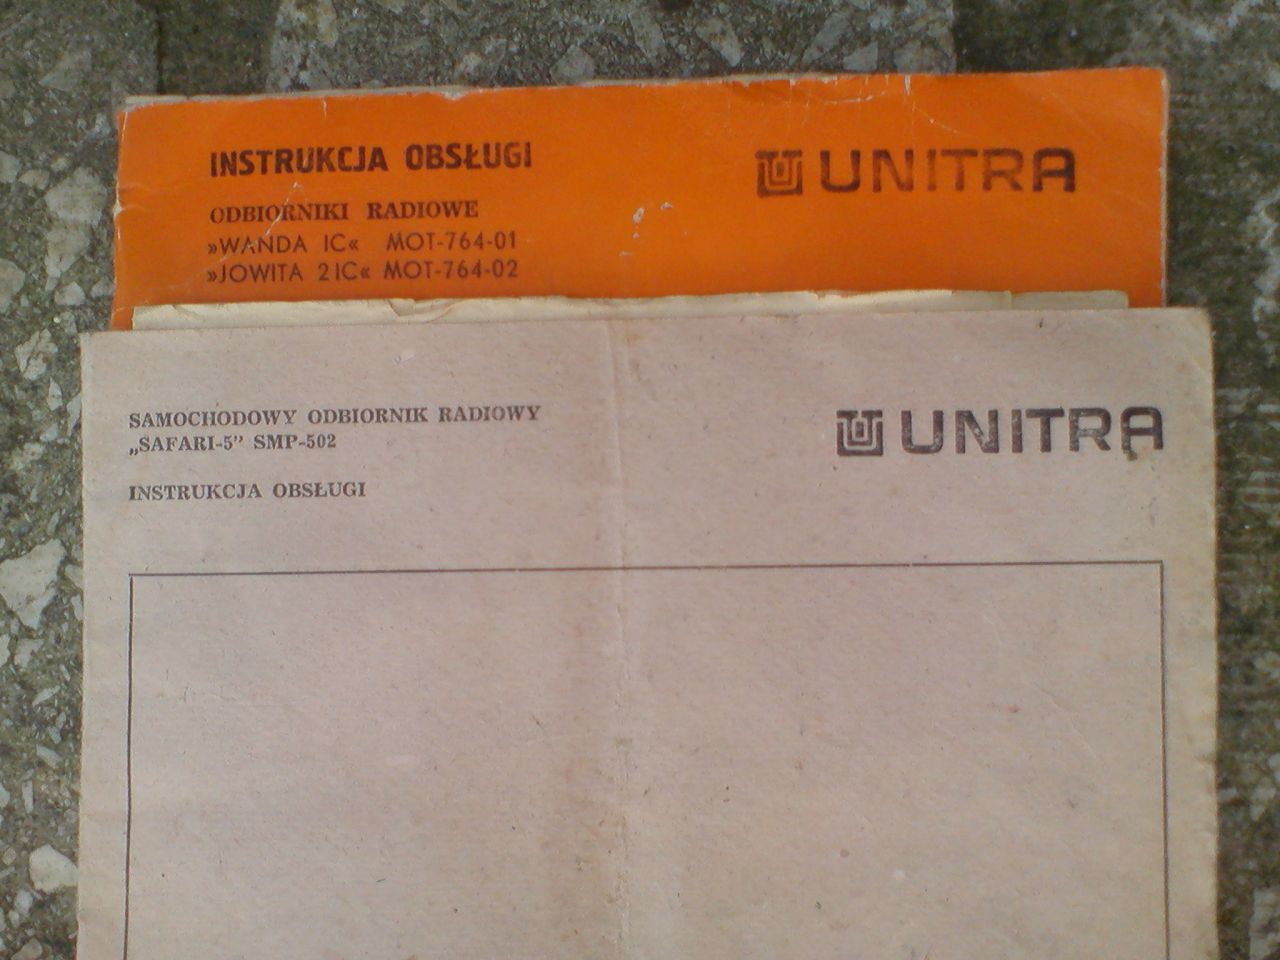 INSTRUKCJA OBSŁUGI
UNITRA
ODBIORNIKI RADIOWE
»WANDA IC« MOT-764-01
»JOWITA 2IC« MOT-764-02
SAMOCHODOWY ODBIORNIK RADIOWY
„SAFARI-5” SMP-502
UNITRA
INSTRUKCJA OBSŁUGI